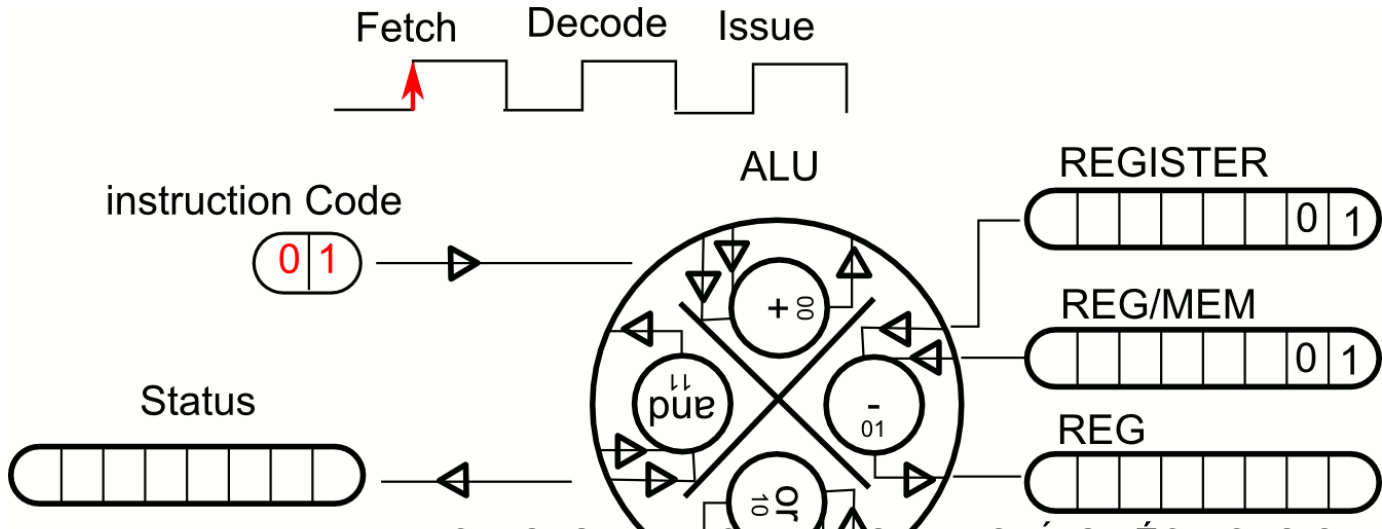 Fetch Decode Issue
ALU
REGISTER
instruction Code
0 1
0 1
+ 00
REG/MEM
0 1
and 11
- 01
Status
REG
or 10